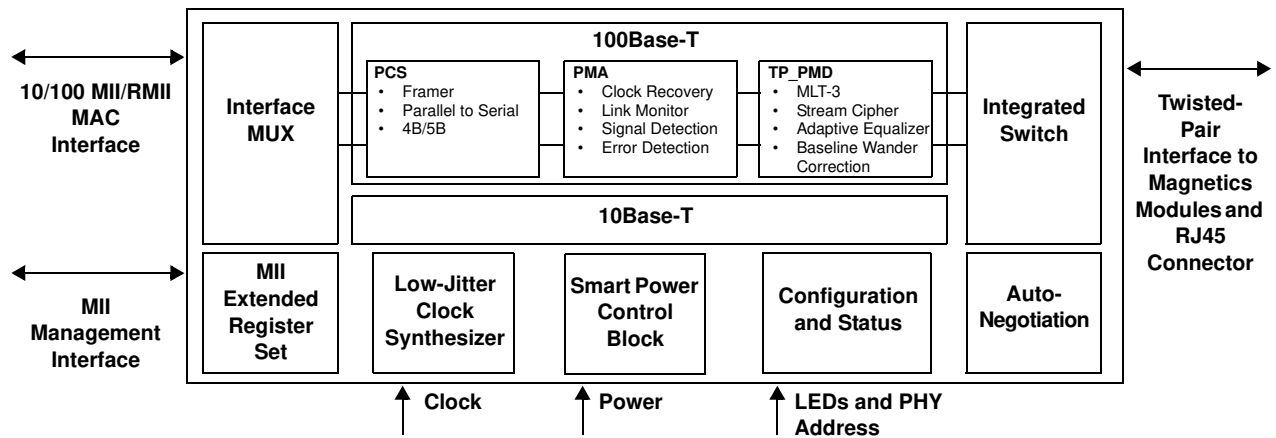 10/100 MII/RMII
MAC
Interface
MII
Management
Interface
Interface
MUX
100Base-T
PCS
• Framer
• Parallel to Serial
• 4B/5B
PMA
• Clock Recovery
• Link Monitor
• Signal Detection
• Error Detection
TP_PMD
• MLT-3
• Stream Cipher
• Adaptive Equalizer
• Baseline Wander
Correction
10Base-T
Integrated
Switch
MII
Extended
Register
Set
Low-Jitter
Clock
Synthesizer
Smart Power
Control
Block
Configuration
and Status
Auto-
Negotiation
Twisted-
Pair
Interface to
Magnetics
Modules and
RJ45
Connector
Clock
Power
LEDs and PHY
Address